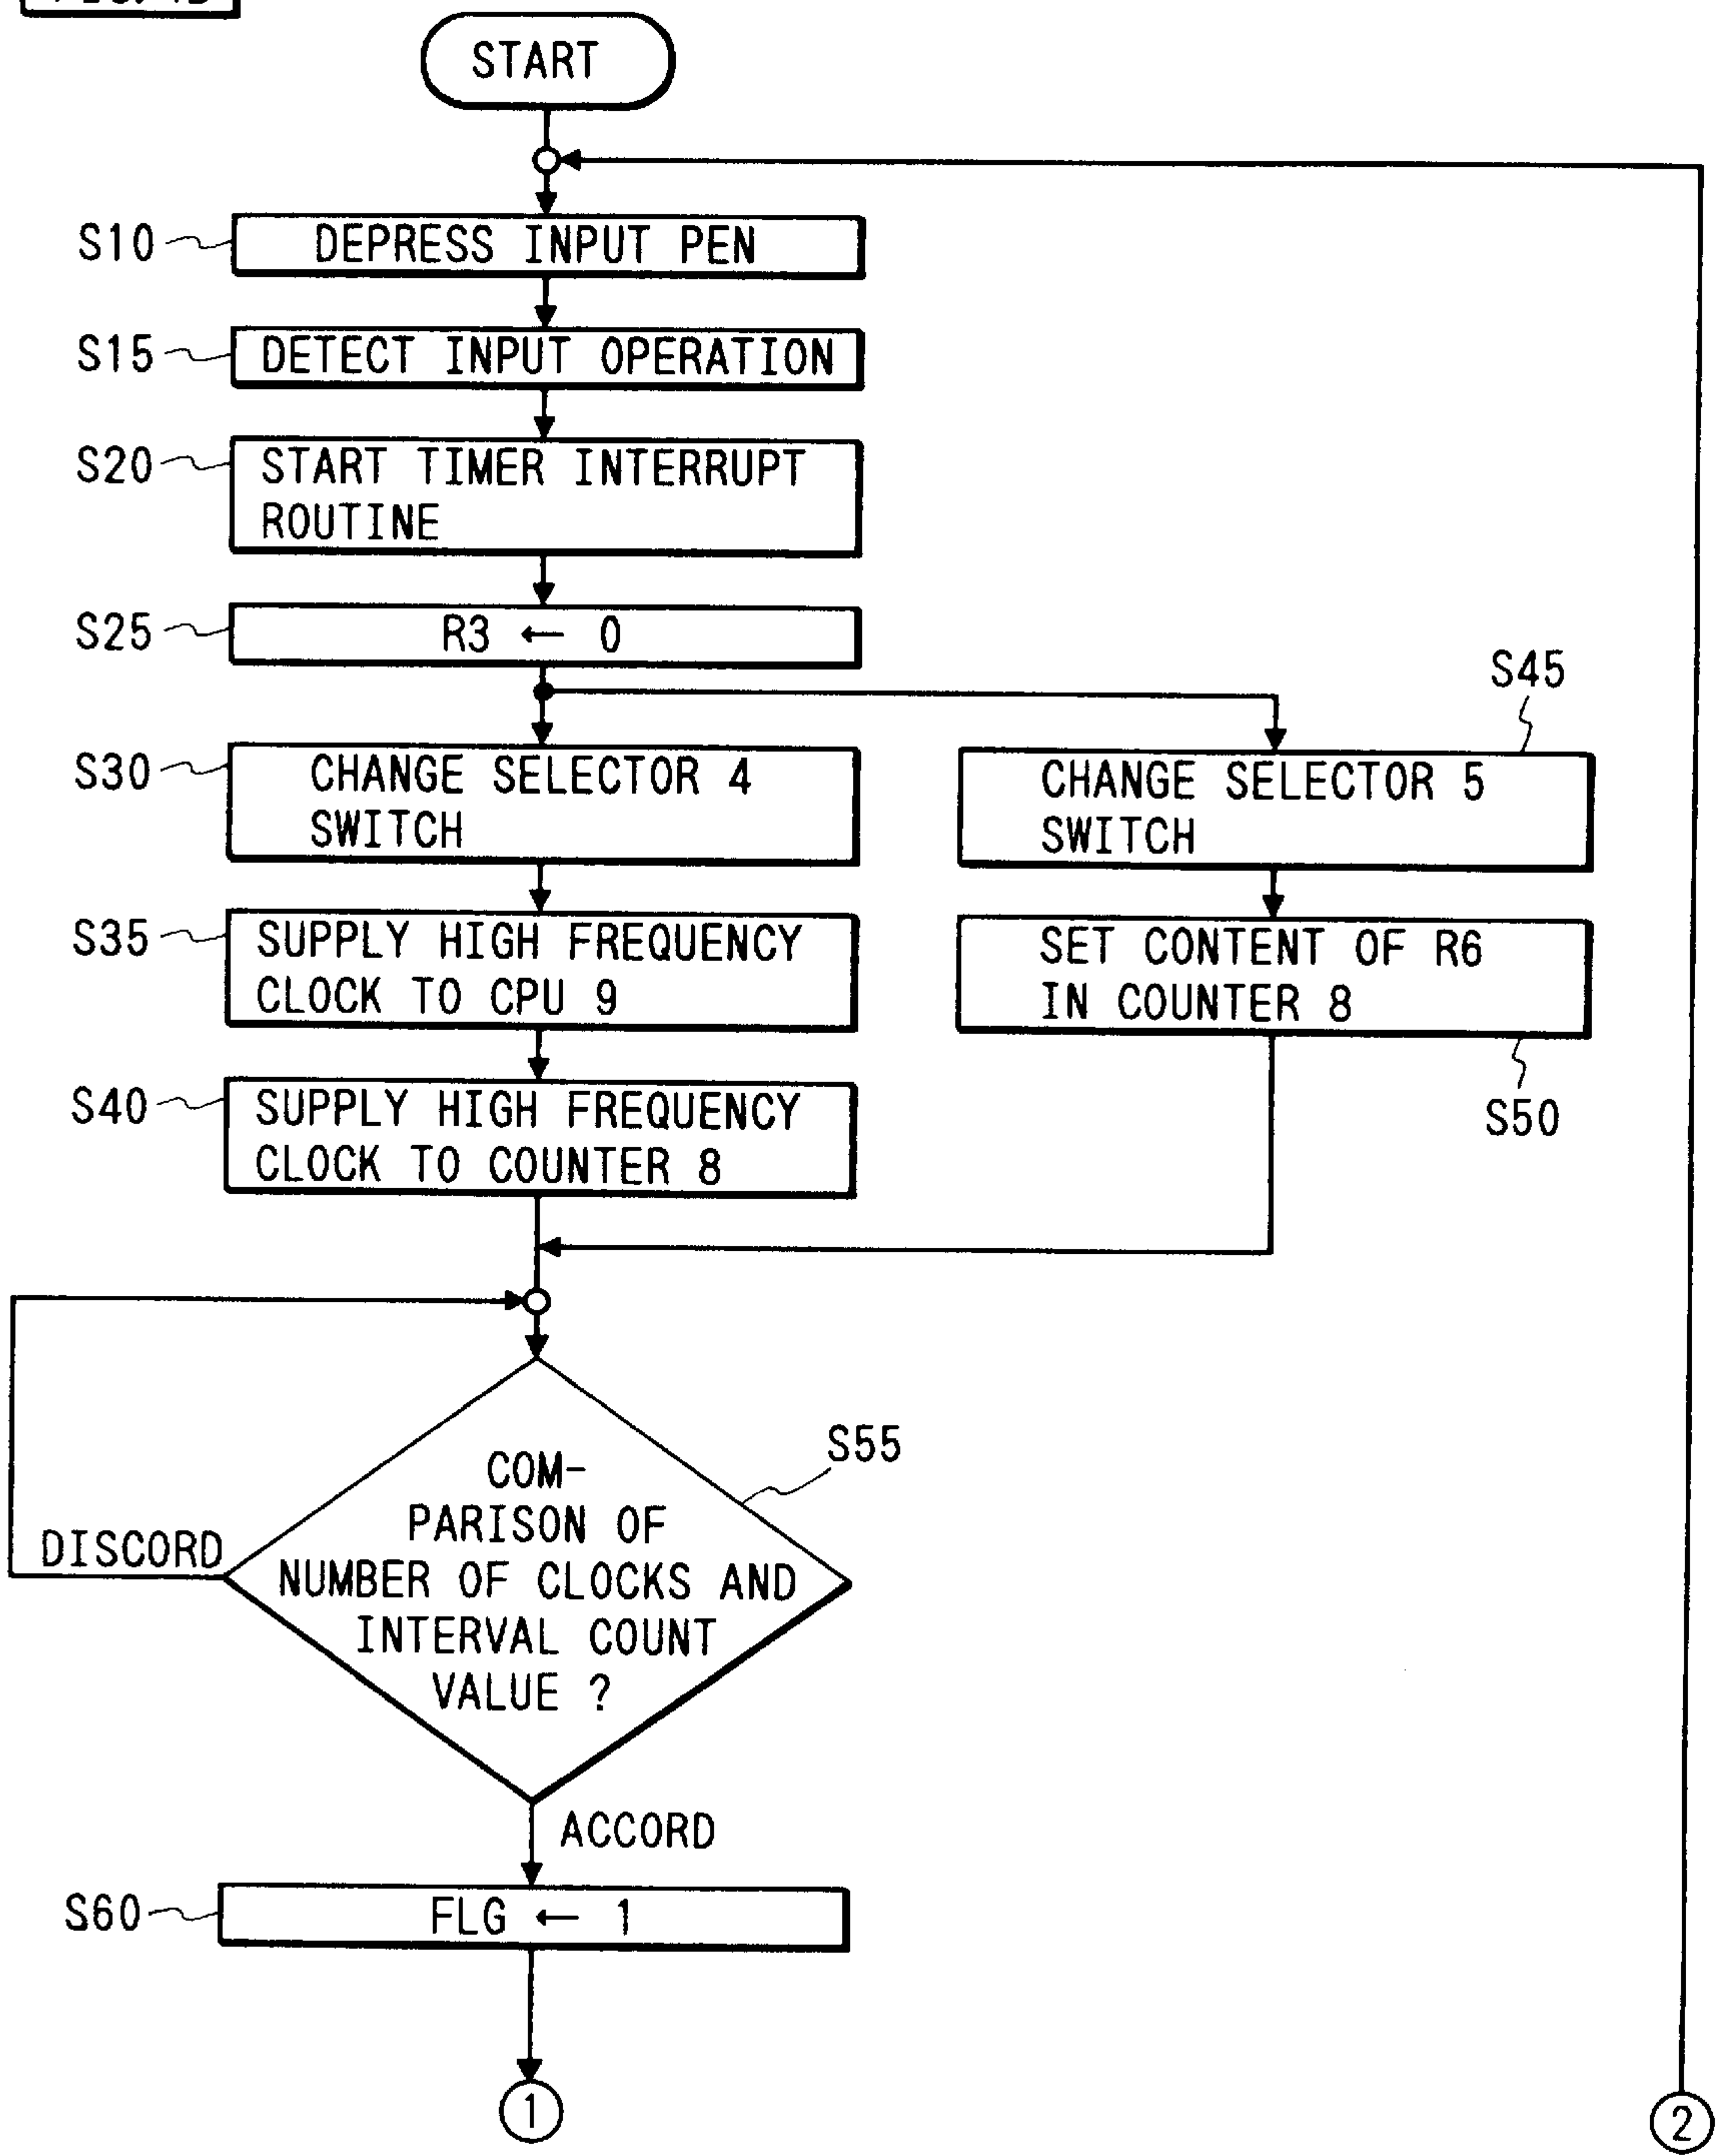 START
S10
DEPRESS INPUT PEN
S15
DETECT INPUT OPERATION
S20
START TIMER INTERRUPT
ROUTINE
S25
R3 ← 0
S30
CHANGE SELECTOR 4
SWITCH
S45
CHANGE SELECTOR 5
SWITCH
S35
SUPPLY HIGH FREQUENCY
CLOCK TO CPU 9
SET CONTENT OF R6
IN COUNTER 8
S50
S40
SUPPLY HIGH FREQUENCY
CLOCK TO COUNTER 8
S55
COM-
PARISON OF
NUMBER OF CLOCKS AND
INTERVAL COUNT
VALUE ?
DISCORD
ACCORD
S60
FLG ← 1
1
2